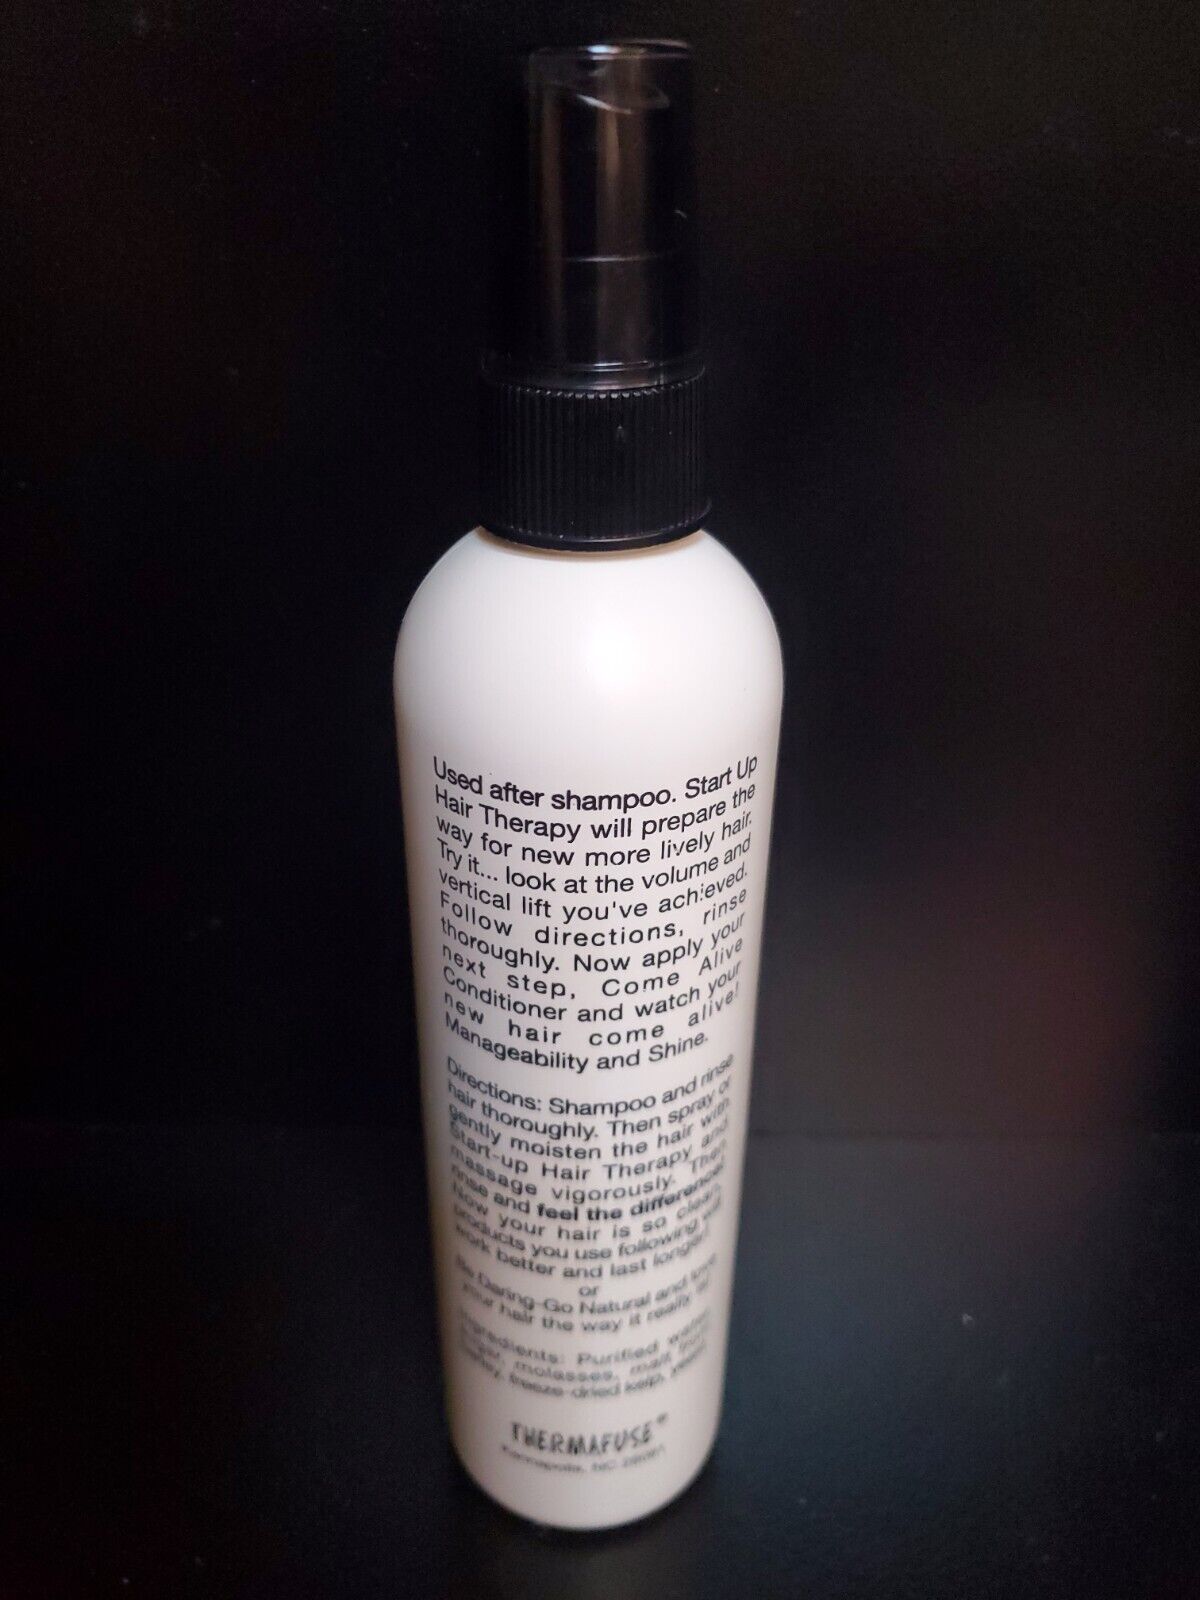 Used after shampoo. Start Up
Hair Therapy will prepare the
way for new more lively hair.
Try it... look at the volume and
vertical lift you've achieved.
Follow directions, rinse
thoroughly. Now apply your
next step, Come Alive
Conditioner and watch your
new hair come alive!
Manageability and Shine.
Directions: Shampoo and rinse
hair thoroughly. Then spray or
gently moisten the hair with
Start-up Hair Therapy and
massage vigorously. Then
rinse and feel the difference!
Now your hair is so clean,
products you use following will
work better and last longer!
or
Be Daring-Go Natural and love
your hair the way it really is!
Ingredients: Purified water,
molasses, malt from
barley, freeze-dried kelp, yeast
THERMAFUSE®
Kannapolis, NC 28081